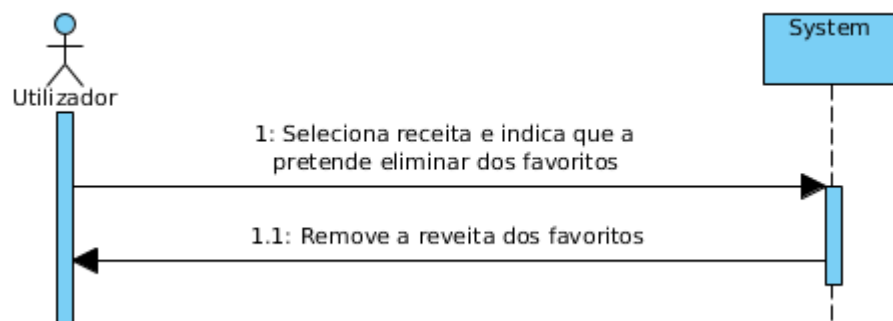 System
Utilizador
1: Seleciona receita e indica que a
pretende eliminar dos favoritos
1.1: Remove a reveita dos favoritos